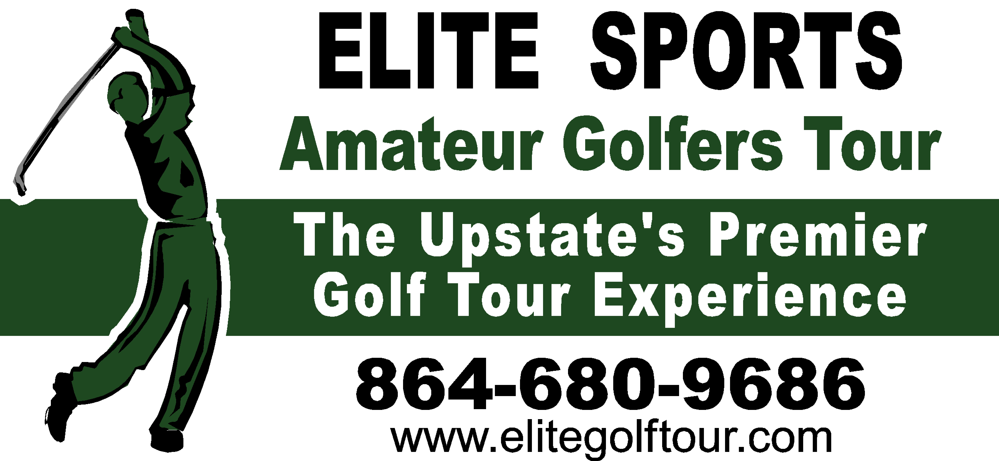 ELITE SPORTS
Amateur Golfers Tour
The Upstate's Premier
Golf Tour Experience
864-680-9686
www.elitegolftour.com